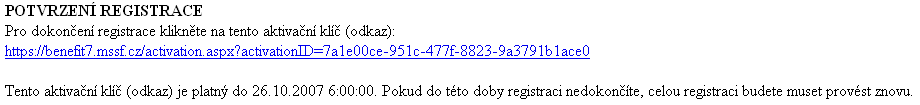 POTVRZENÍ REGISTRACE
Pro dokončení registrace klikněte na tento aktivační klíč (odkaz):
https://benefit7.mssf.cz/activation.aspx?activationID=7a1e00ce-951c-477f-8823-9a3791b1ace0
Tento aktivační klíč (odkaz) je platný do 26.10.2007 6:00:00. Pokud do této doby registraci nedokončíte, celou registraci budete muset provést znovu.